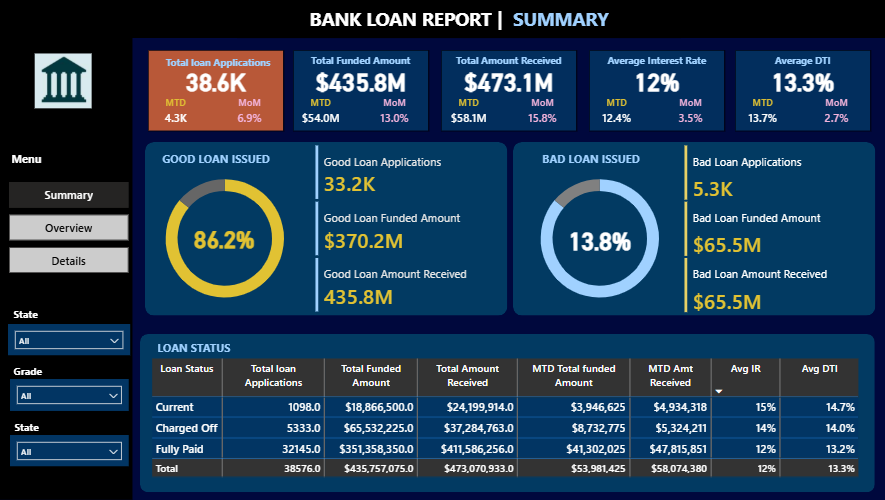 BANK LOAN REPORT | SUMMARY
Total loan Applications
38.6K
MTD MoM
4.3K 6.9%
Total Funded Amount
$435.8M
MTD MoM
$54.0M 13.0%
Total Amount Received
$473.1M
MTD MoM
$58.1M 15.8%
Average Interest Rate
12%
MTD MoM
12.4% 3.5%
Average DTI
13.3%
MTD MoM
13.7% 2.7%
Menu
Summary
Overview
Details
State
All
Grade
All
State
All
GOOD LOAN ISSUED
86.2%
Good Loan Applications
33.2K
Good Loan Funded Amount
$370.2M
Good Loan Amount Received
435.8M
BAD LOAN ISSUED
13.8%
Bad Loan Applications
5.3K
Bad Loan Funded Amount
$65.5M
Bad Loan Amount Received
$65.5M
LOAN STATUS
Loan Status Total loan Applications Total Funded Amount Total Amount Received MTD Total funded Amount MTD Amt Received Avg IR Avg DTI
Current 1098.0 $18,866,500.0 $24,199,914.0 $3,946,625 $4,934,318 15% 14.7%
Charged Off 5333.0 $65,532,225.0 $37,284,763.0 $8,732,775 $5,324,211 14% 14.0%
Fully Paid 32145.0 $351,358,350.0 $411,586,256.0 $41,302,025 $47,815,851 12% 13.2%
Total 38576.0 $435,757,075.0 $473,070,933.0 $53,981,425 $58,074,380 12% 13.3%